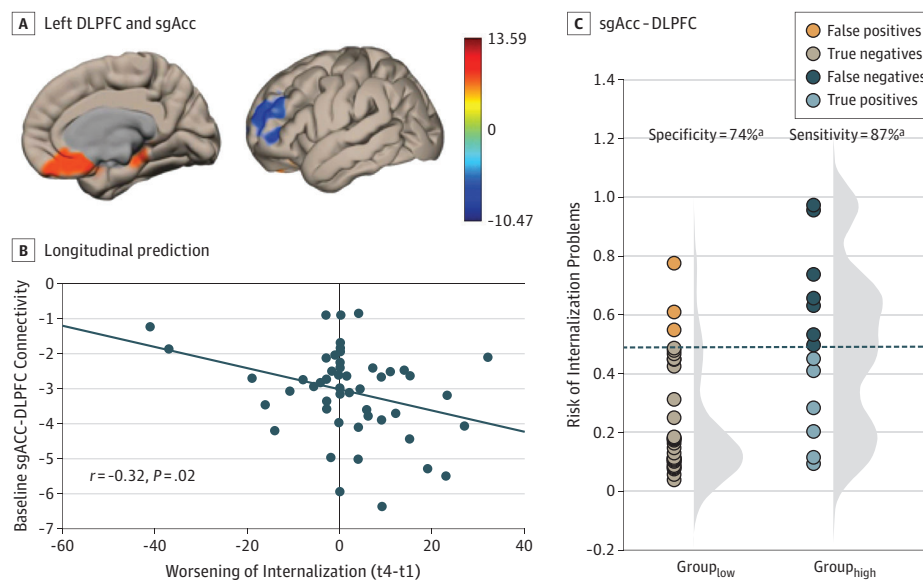 A Left DLPFC and sgAcc
13.59
0
−10.47
B Longitudinal prediction
0
-1
-2
-3
-4
-5
-6
-7
Baseline sgACC-DLPFC Connectivity
r=-0.32, P=.02
-60
-40
-20
0
20
40
Worsening of Internalization (t4-t1)
C sgAcc-DLPFC
False positives
True negatives
False negatives
True positives
Specificity=74%ª
Sensitivity=87%ª
1.4
1.2
1.0
0.8
0.6
0.4
0.2
0
-0.2
Risk of Internalization Problems
Grouplow
Grouphigh